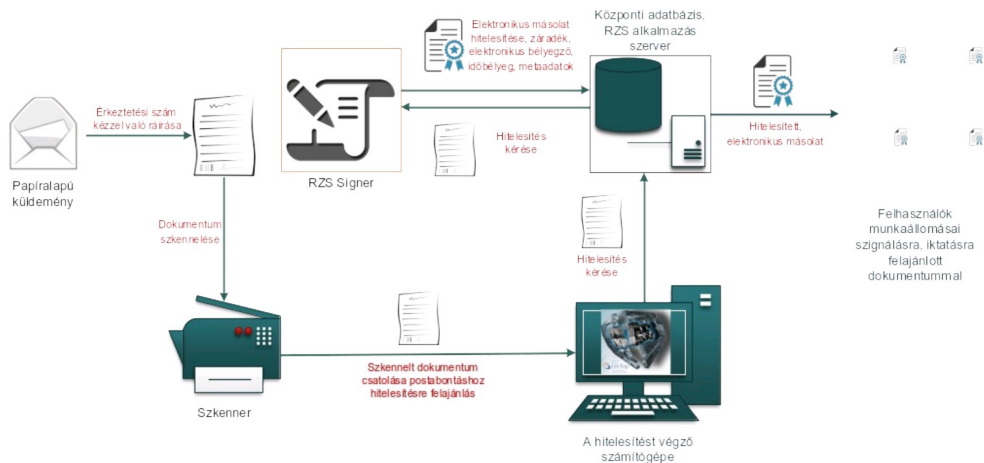 Elektronikus másolat
hitelesítése, záradék,
elektronikus bélyegző,
időbélyeg, metaadatok
Központi adatbázis,
RZS alkalmazás
szerver
Érkeztetési szám
kézzel való ráírása
Papíralapú
küldemény
RZS Signer
Hitelesítés
kérése
Hitelesített,
elektronikus másolat
Dokumentum
szkennelése
Hitelesítés
kérése
Felhasználók
munkaállomásai
szignálásra, iktatásra
felajánlott
dokumentummal
Szkennelt dokumentum
csatolása postabontáshoz
hitelesítésre felajánlás
Szkenner
A hitelesítést végző
számítógépe